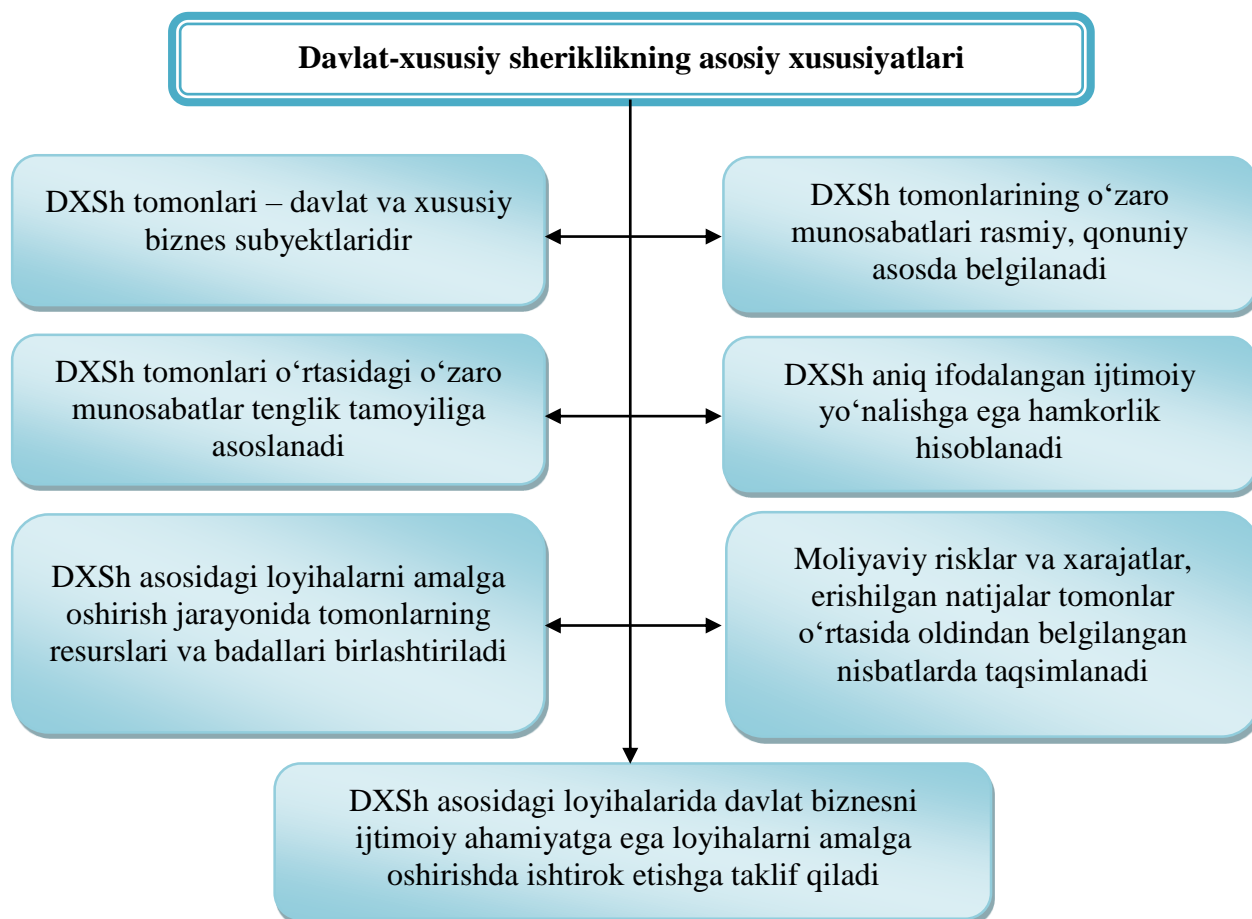 Davlat-xususiy sheriklikning asosiy xususiyatlari
DXSh tomonlari – davlat va xususiy
biznes subyektlaridir
DXSh tomonlarining o‘zaro
munosabatlari rasmiy, qonuniy
asosda belgilanadi
DXSh tomonlari o‘rtasidagi o‘zaro
munosabatlar tenglik tamoyiliga
asoslanadi
DXSh aniq ifodalangan ijtimoiy
yo‘nalishga ega hamkorlik
hisoblanadi
DXSh asosidagi loyihalarni amalga
oshirish jarayonida tomonlarning
resurslari va badallari birlashtiriladi
Moliyaviy risklar va xarajatlar,
erishilgan natijalar tomonlar
o‘rtasida oldindan belgilangan
nisbatlarda taqsimlanadi
DXSh asosidagi loyihalarida davlat biznesni
ijtimoiy ahamiyatga ega loyihalarni amalga
oshirishda ishtirok etishga taklif qiladi